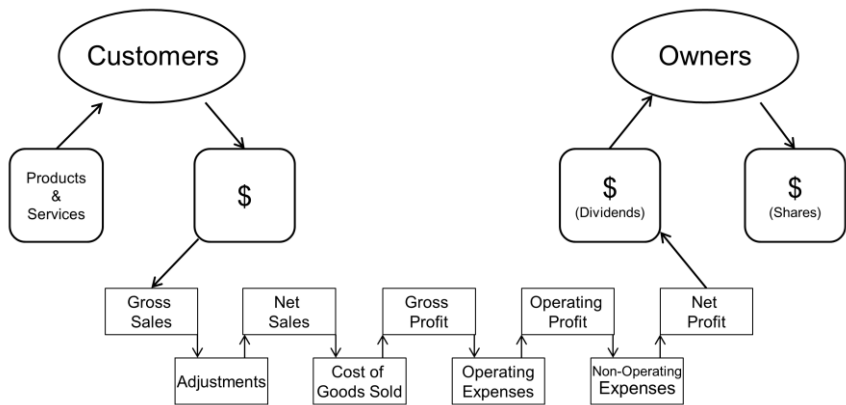 Customers
Owners
Products
&
Services
$
$
(Dividends)
$
(Shares)
Gross
Sales
Net
Sales
Gross
Profit
Operating
Profit
Net
Profit
Adjustments
Cost of
Goods Sold
Operating
Expenses
Non-Operating
Expenses